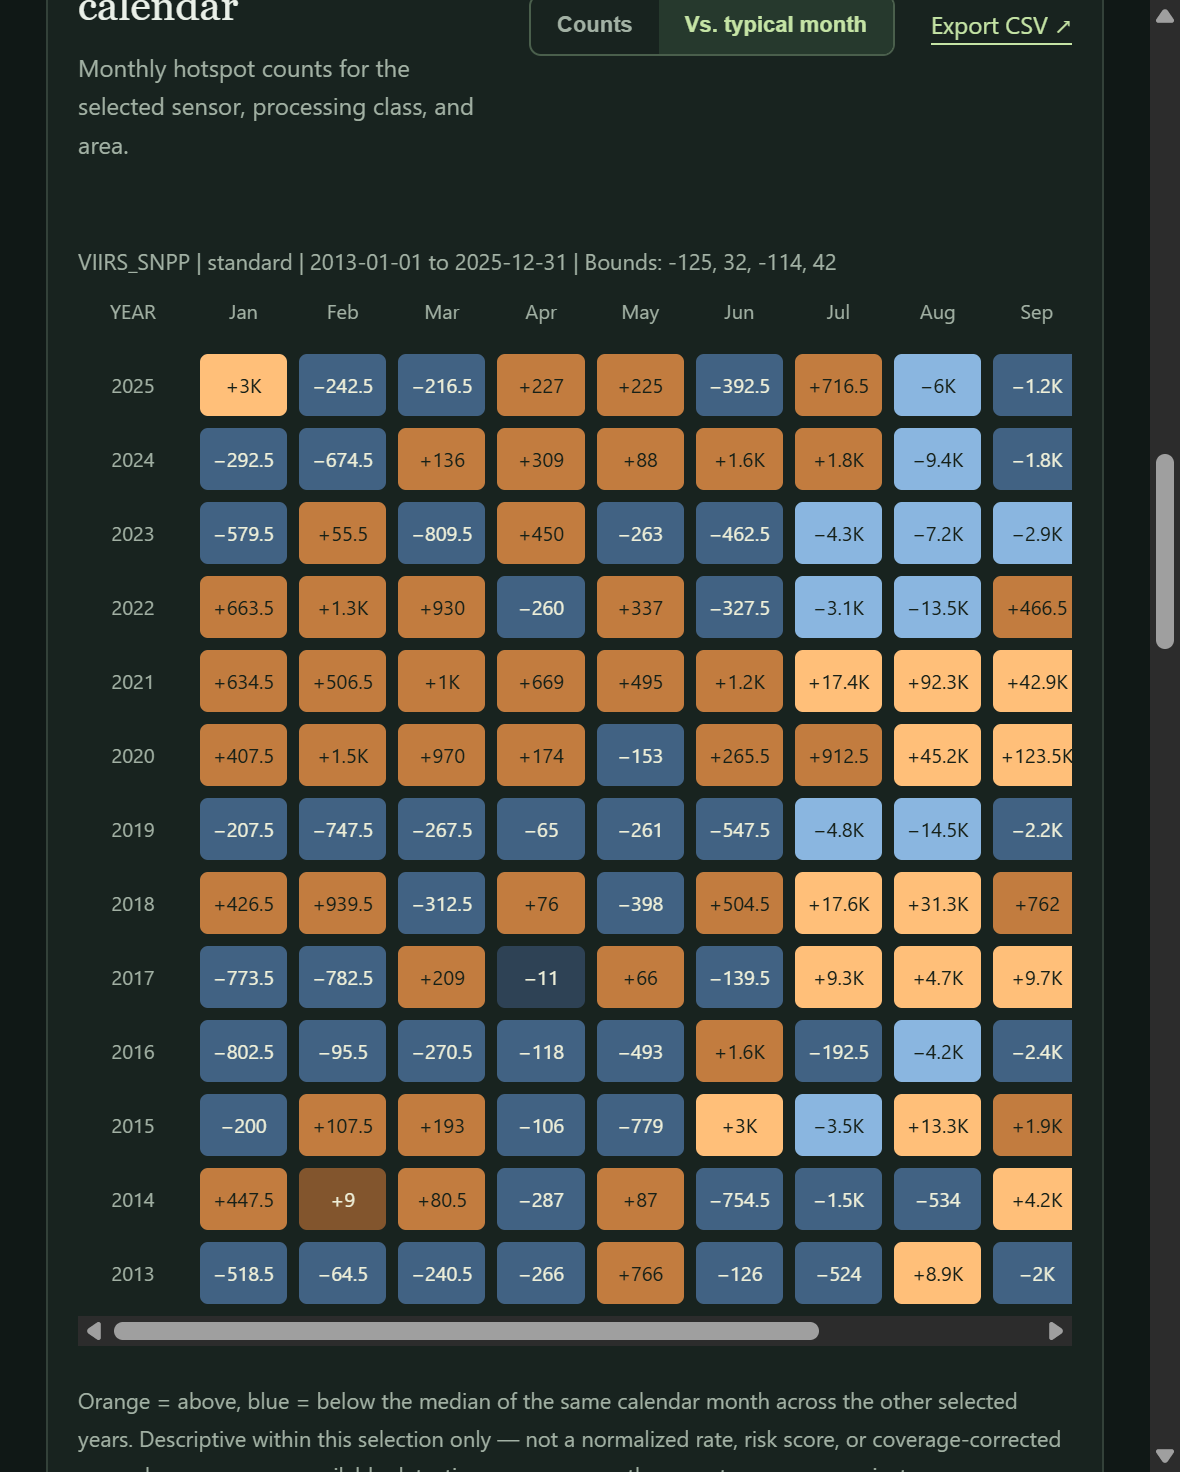 calendar
Counts Vs. typical month Export CSV ↗
Monthly hotspot counts for the
selected sensor, processing class, and
area.
VIIRS_SNPP | standard | 2013-01-01 to 2025-12-31 | Bounds: -125, 32, -114, 42
YEAR Jan Feb Mar Apr May Jun Jul Aug Sep
2025 +3K −242.5 −216.5 +227 +225 −392.5 +716.5 −6K −1.2K
2024 −292.5 −674.5 +136 +309 +88 +1.6K +1.8K −9.4K −1.8K
2023 −579.5 +55.5 −809.5 +450 −263 −462.5 −4.3K −7.2K −2.9K
2022 +663.5 +1.3K +930 −260 +337 −327.5 −3.1K −13.5K +466.5
2021 +634.5 +506.5 +1K +669 +495 +1.2K +17.4K +92.3K +42.9K
2020 +407.5 +1.5K +970 +174 −153 +265.5 +912.5 +45.2K +123.5K
2019 −207.5 −747.5 −267.5 −65 −261 −547.5 −4.8K −14.5K −2.2K
2018 +426.5 +939.5 −312.5 +76 −398 +504.5 +17.6K +31.3K +762
2017 −773.5 −782.5 +209 −11 +66 −139.5 +9.3K +4.7K +9.7K
2016 −802.5 −95.5 −270.5 −118 −493 +1.6K −192.5 −4.2K −2.4K
2015 −200 +107.5 +193 −106 −779 +3K −3.5K +13.3K +1.9K
2014 +447.5 +9 +80.5 −287 +87 −754.5 −1.5K −534 +4.2K
2013 −518.5 −64.5 −240.5 −266 +766 −126 −524 +8.9K −2K
Orange = above, blue = below the median of the same calendar month across the other selected
years. Descriptive within this selection only — not a normalized rate, risk score, or coverage-corrected